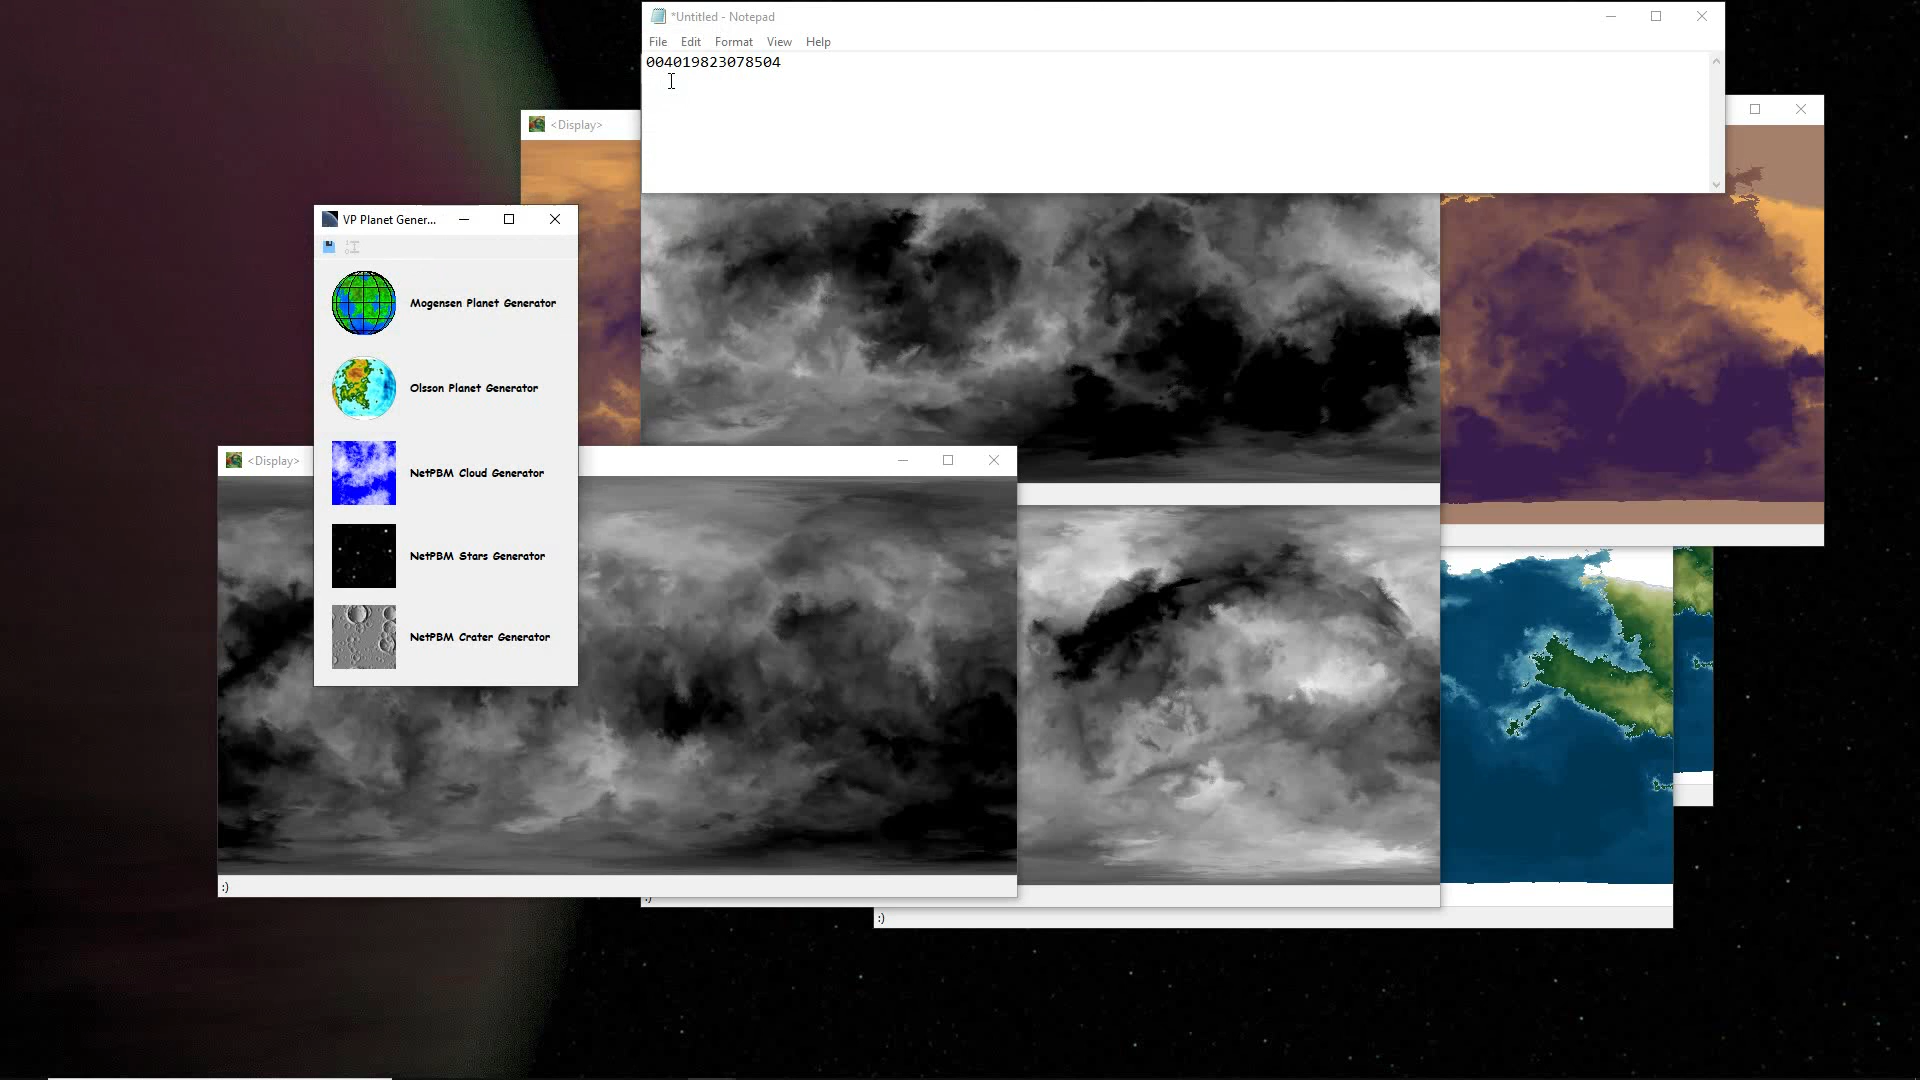 *Untitled - Notepad
File Edit Format View Help
004019823078504
<Display>
VP Planet Gener...
Mogensen Planet Generator
Olsson Planet Generator
NetPBM Cloud Generator
NetPBM Stars Generator
NetPBM Crater Generator
<Display>
:)
:)
:)